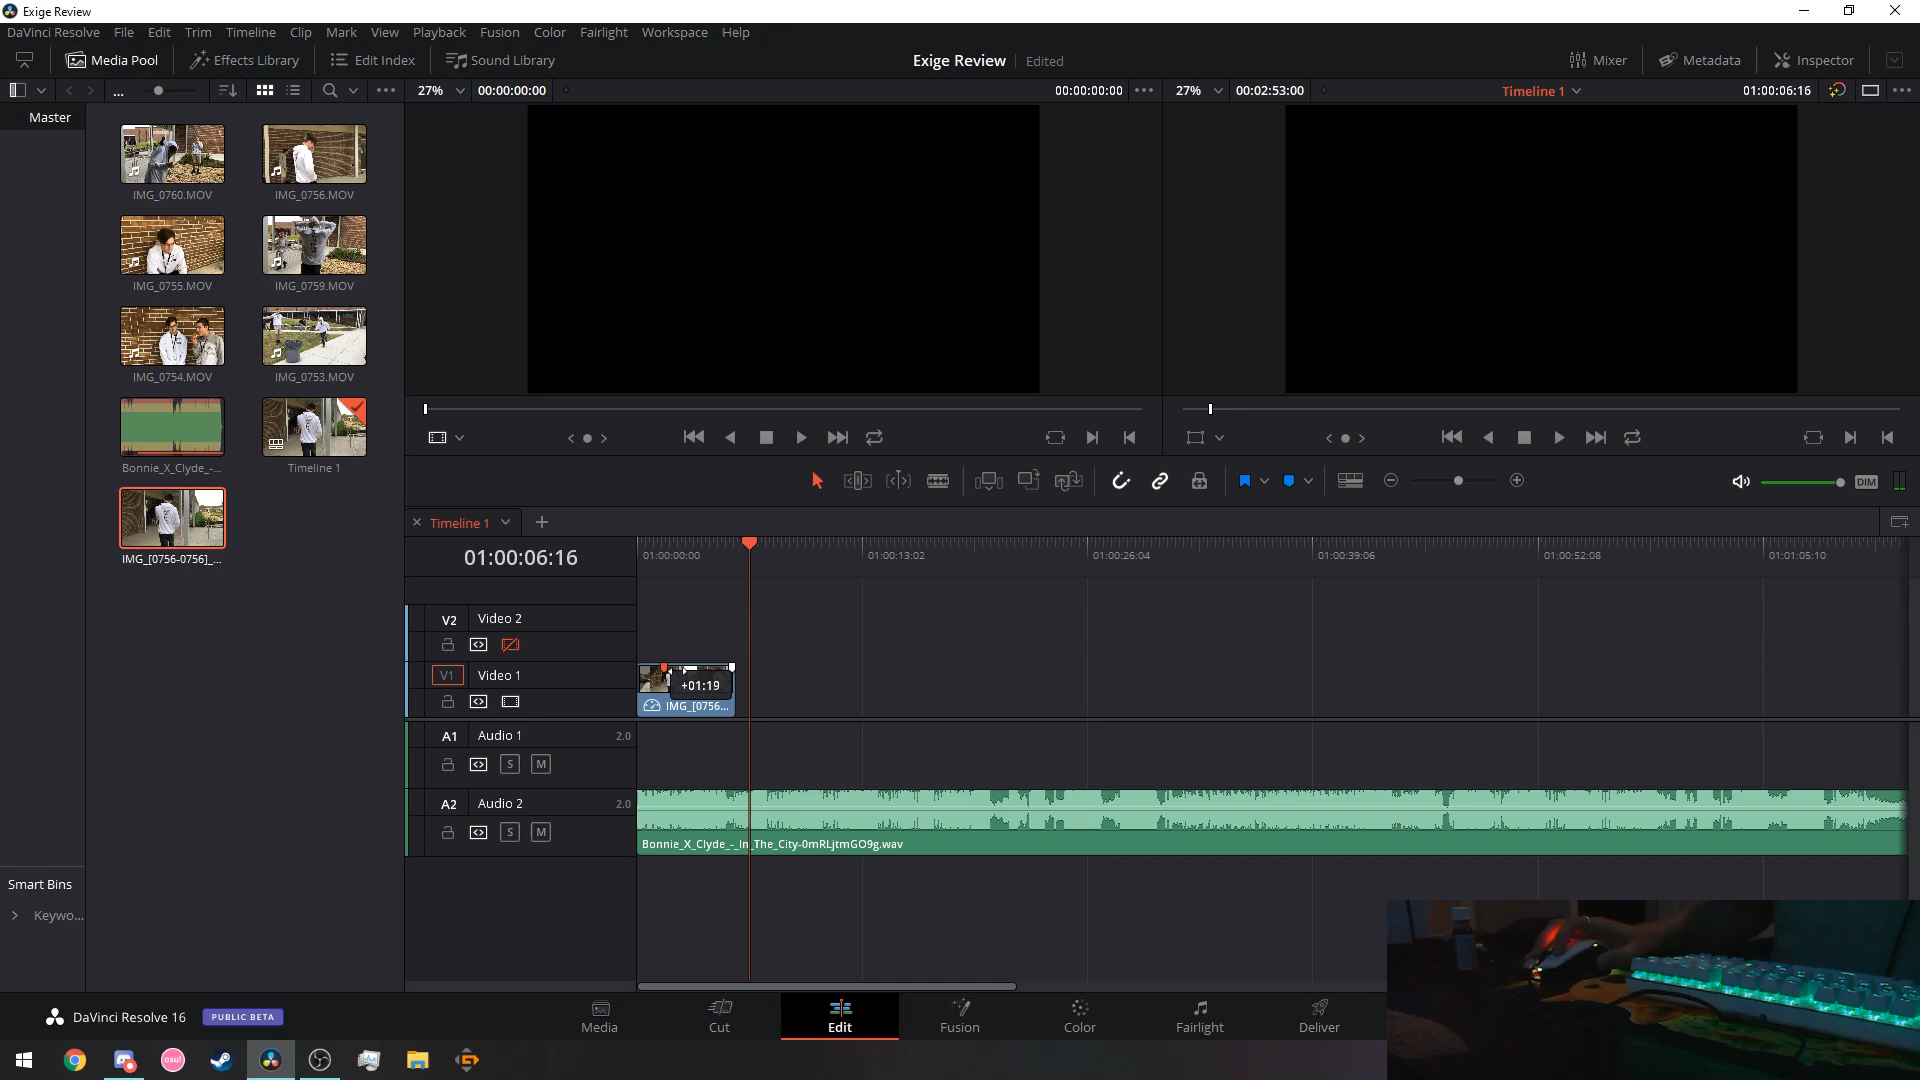 Exige Review
DaVinci Resolve File Edit Trim Timeline Clip Mark View Playback Fusion Color Fairlight Workspace Help
Media Pool Effects Library Edit Index Sound Library Exige Review Edited Mixer Metadata Inspector
... 27% 00:00:00:00 00:00:00:00 27% 00:02:53:00 Timeline 1 01:00:06:16
Master
IMG_0760.MOV IMG_0756.MOV
IMG_0755.MOV IMG_0759.MOV
IMG_0754.MOV IMG_0753.MOV
Bonnie_X_Clyde_-... Timeline 1
IMG_[0756-0756]_...
DIM
Timeline 1
01:00:06:16
01:00:00:00 01:00:13:02 01:00:26:04 01:00:39:06 01:00:52:08 01:01:05:10
V2 Video 2
V1 Video 1
+01:19
IMG_[0756...
A1 Audio 1 2.0
S M
A2 Audio 2 2.0
S M
Bonnie_X_Clyde_-_In_The_City-0mRLjtmGO9g.wav
Smart Bins
Keywo...
DaVinci Resolve 16 PUBLIC BETA
Media Cut Edit Fusion Color Fairlight Deliver
osu!